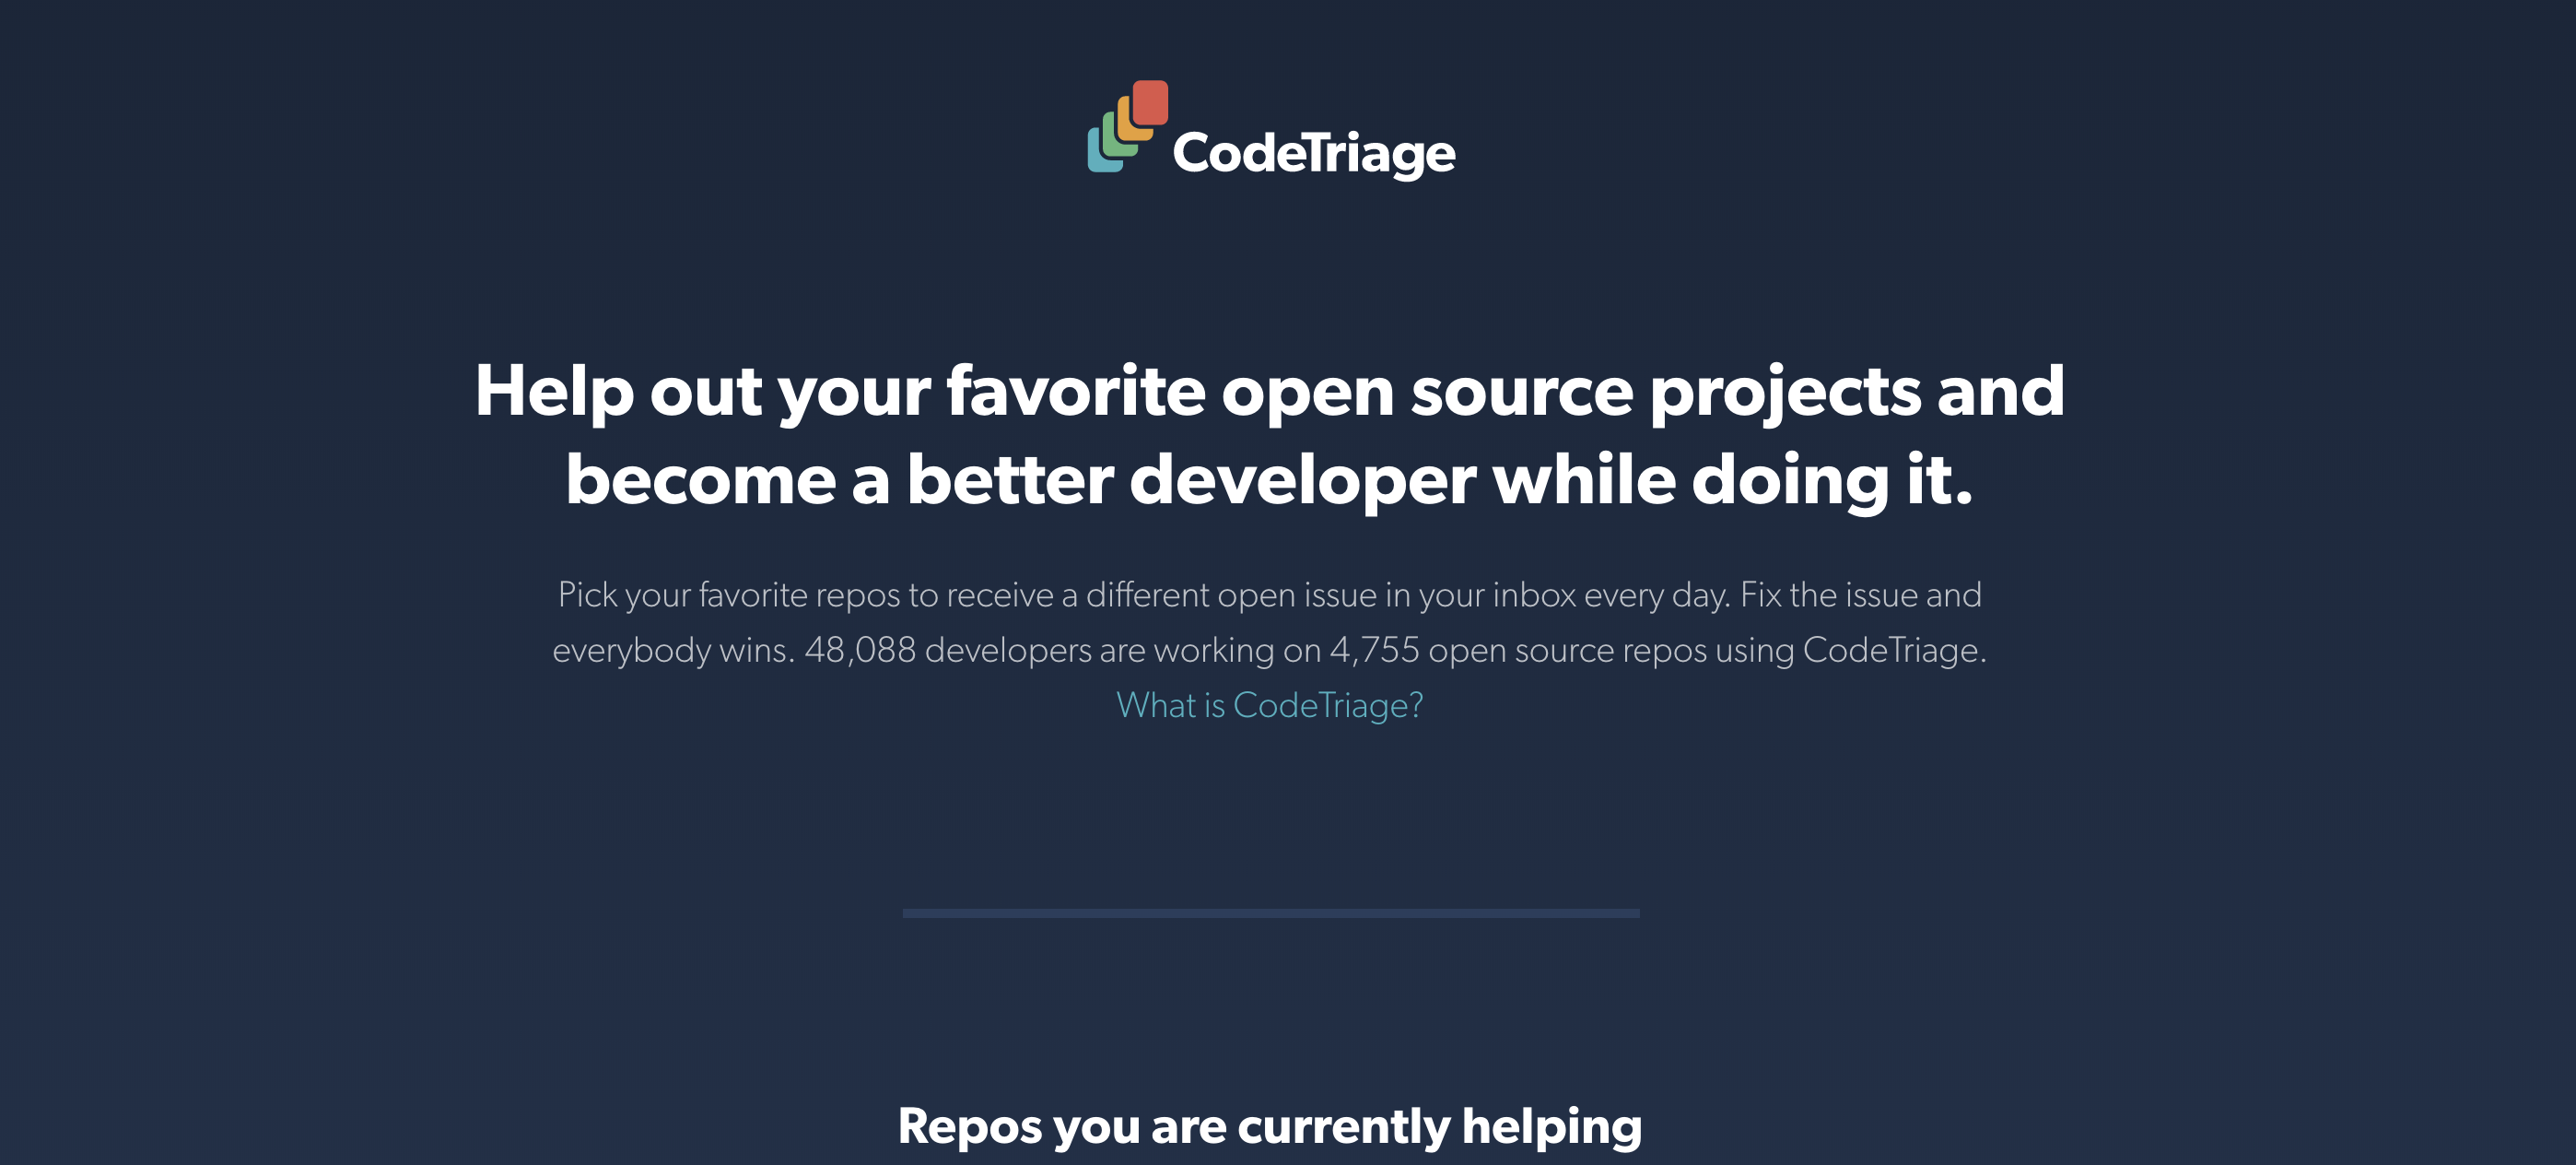 CodeTriage
Help out your favorite open source projects and
become a better developer while doing it.
Pick your favorite repos to receive a different open issue in your inbox every day. Fix the issue and
everybody wins. 48,088 developers are working on 4,755 open source repos using CodeTriage.
What is CodeTriage?
Repos you are currently helping